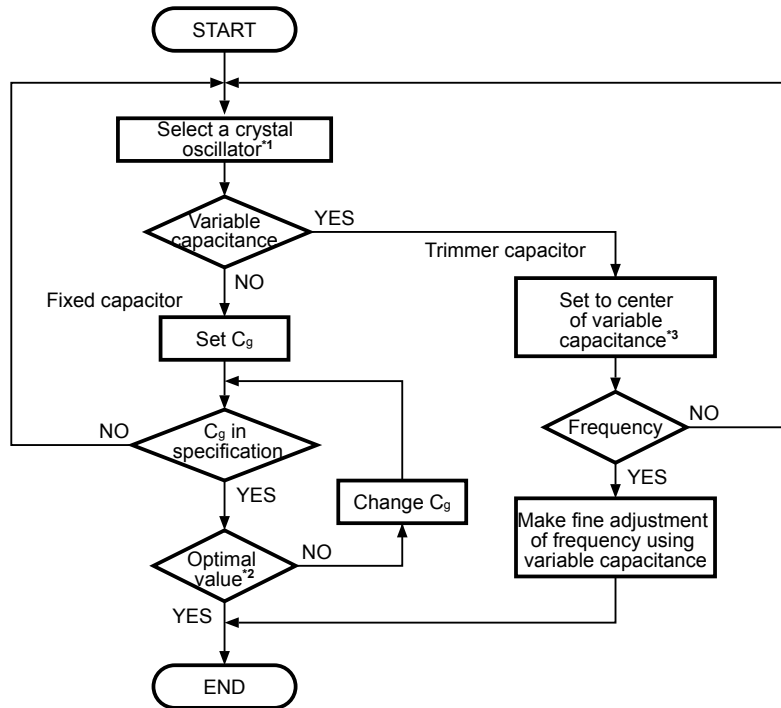 START
Select a crystal
oscillator*1
Variable
capacitance
YES
Trimmer capacitor
NO
Fixed capacitor
Set Cg
Set to center
of variable
capacitance*3
NO
Cg in
specification
YES
Change Cg
Frequency
NO
YES
Optimal
value*2
NO
Make fine adjustment
of frequency using
variable capacitance
YES
END